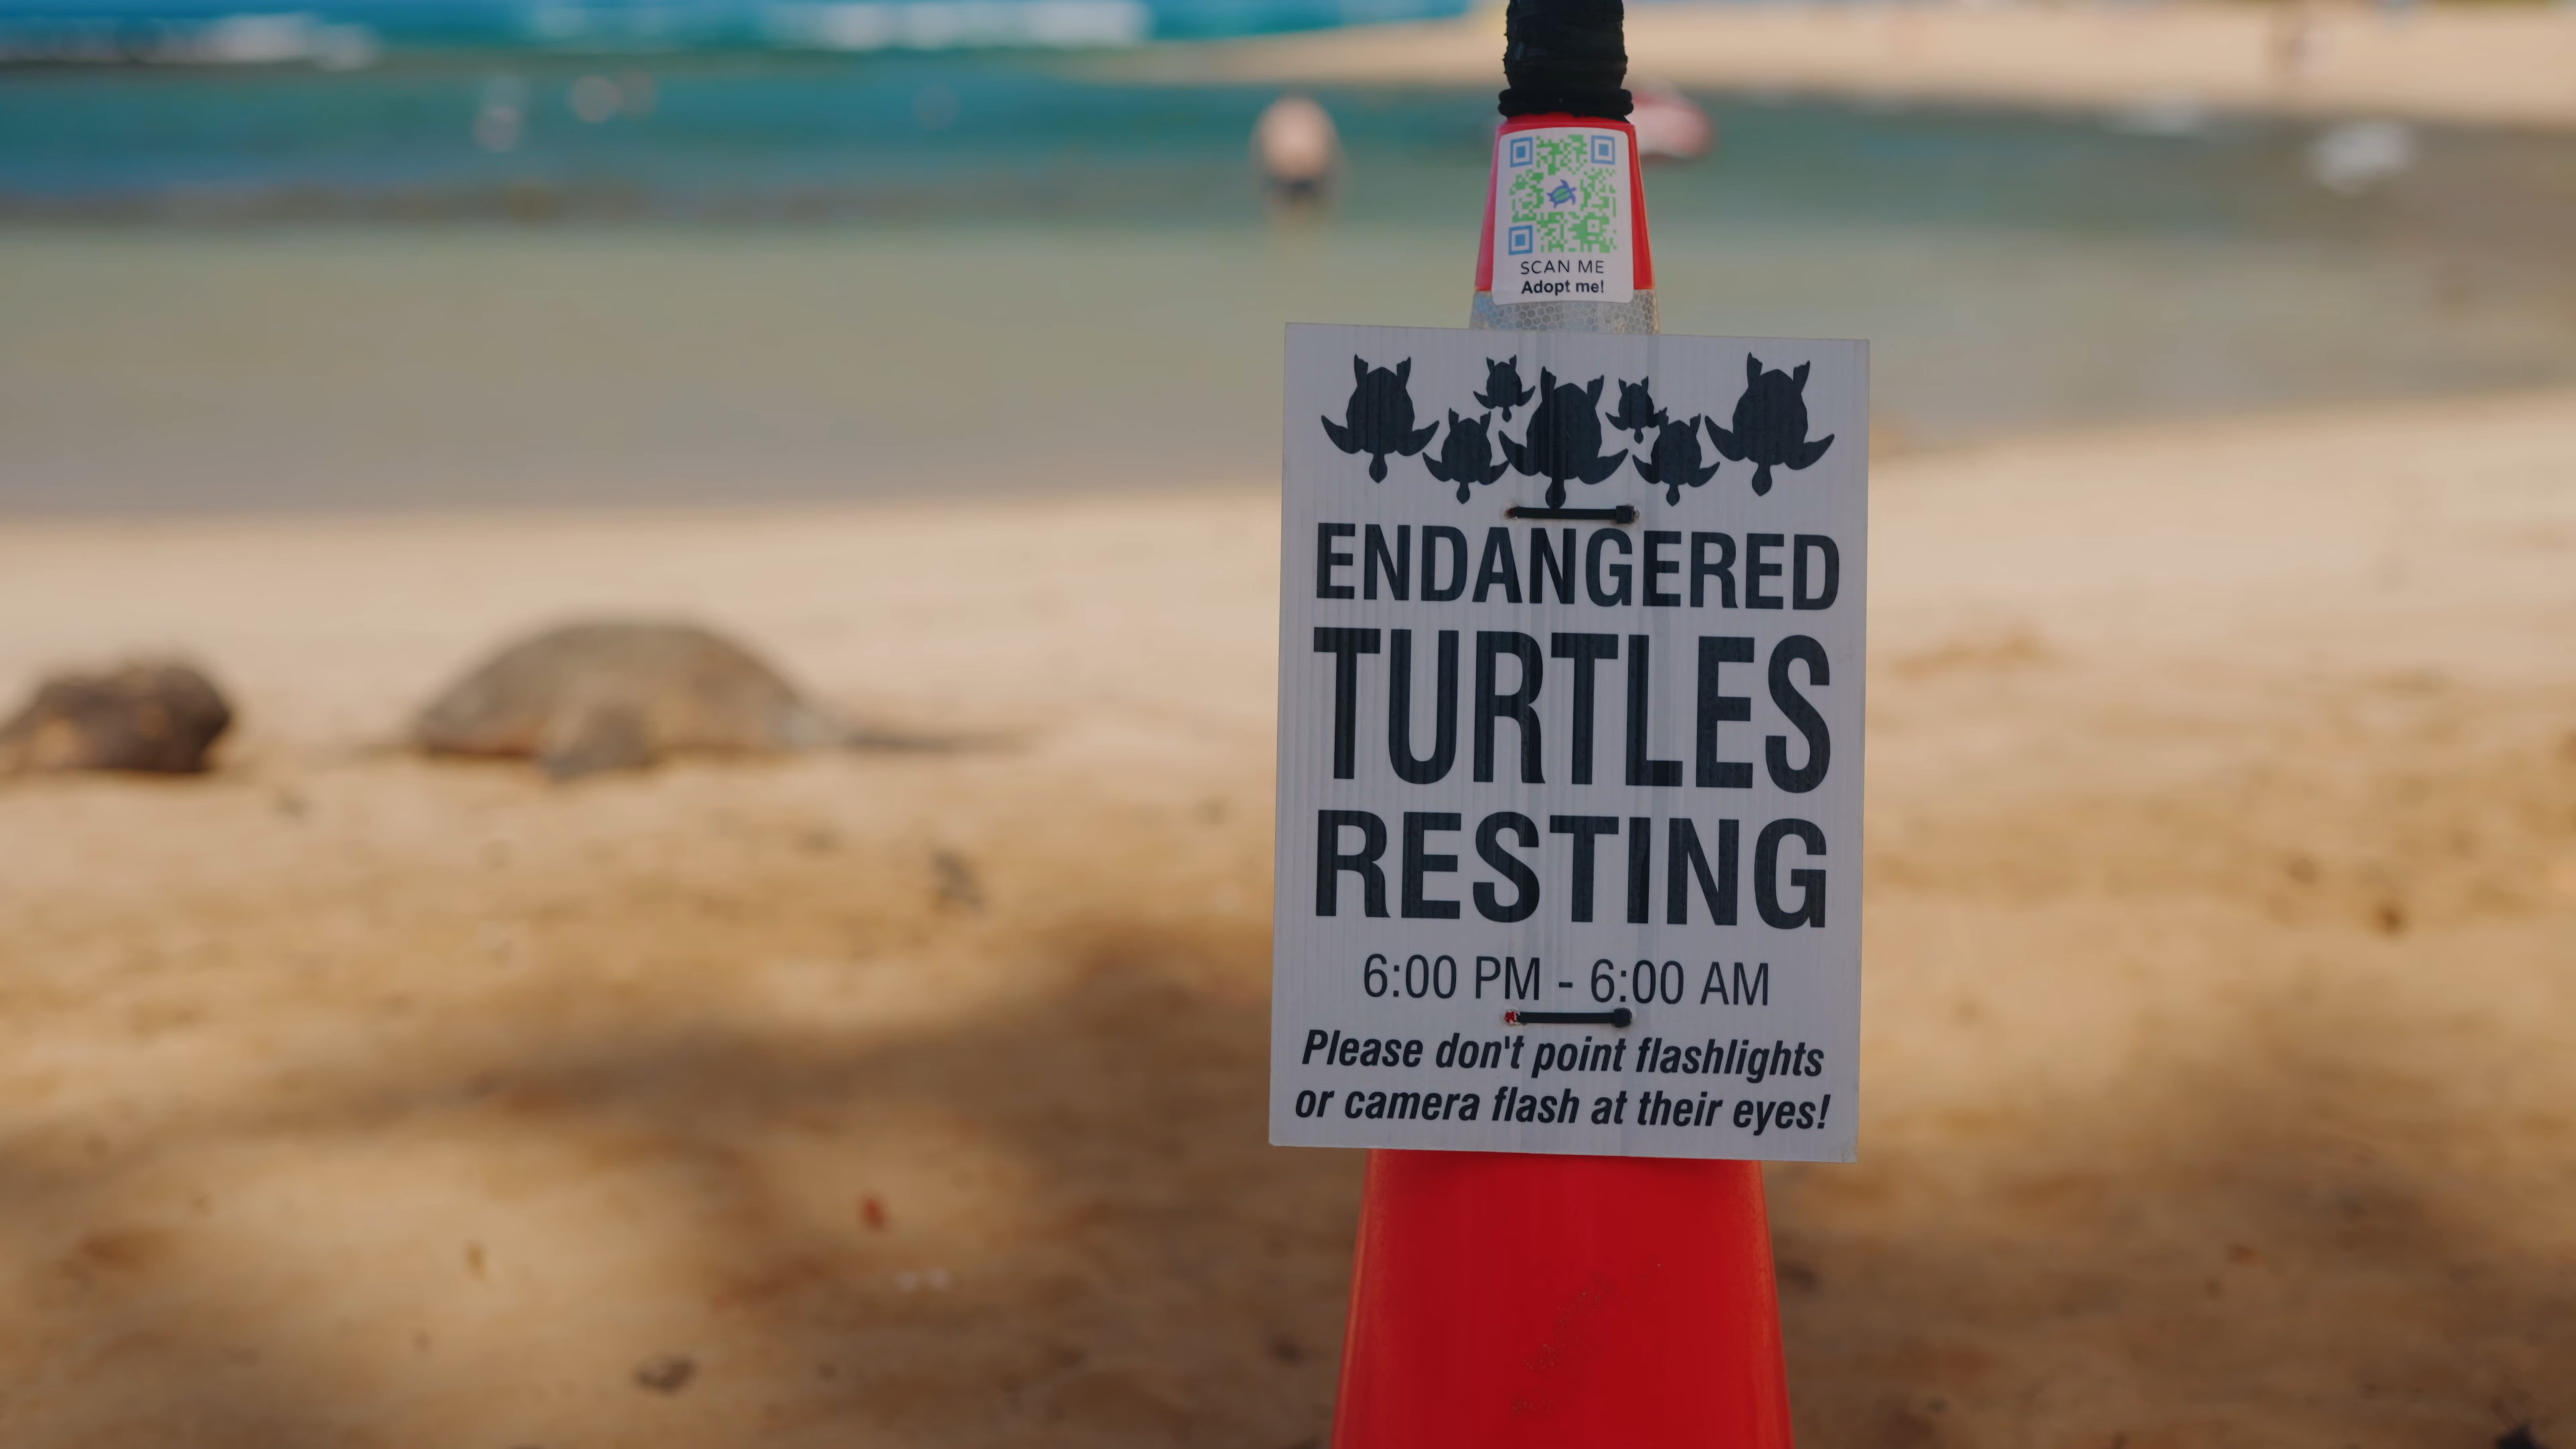 SCAN ME
Adopt me!
ENDANGERED
TURTLES
RESTING
6:00 PM - 6:00 AM
Please don't point flashlights
or camera flash at their eyes!